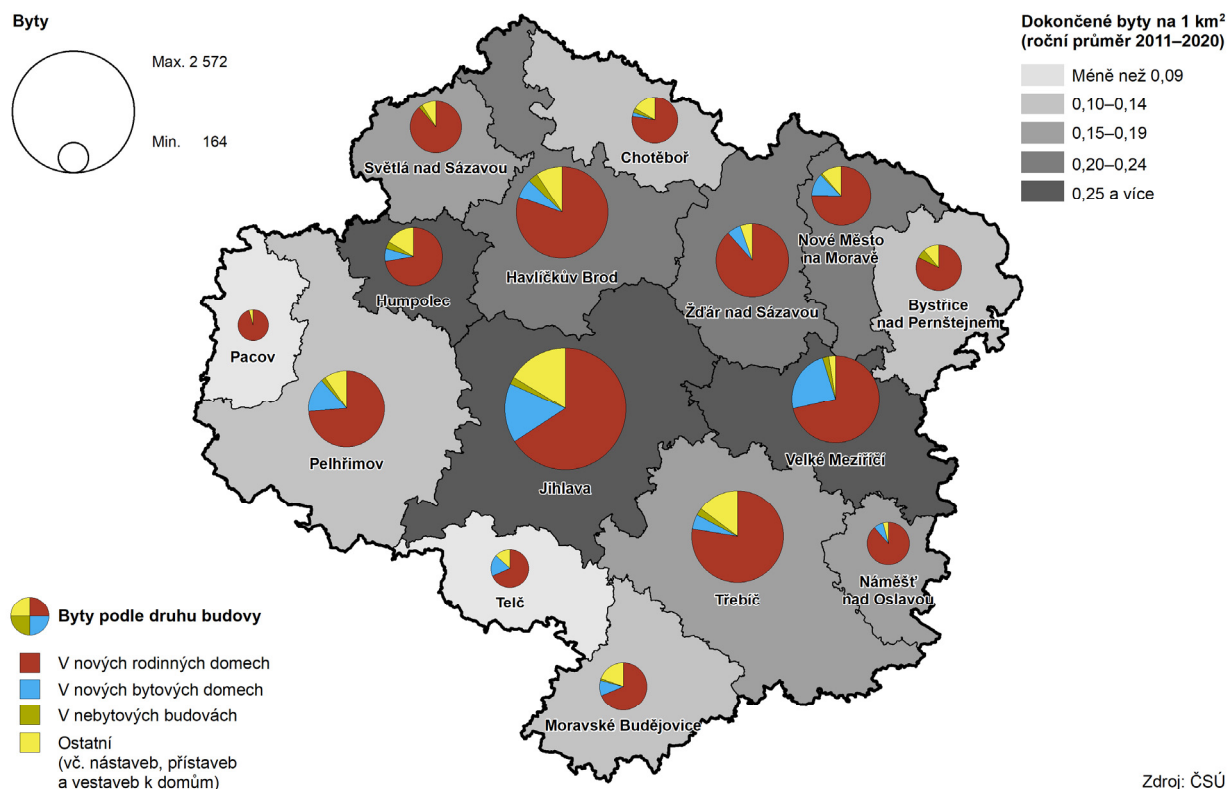 Byty
Max. 2 572
Min. 164
Dokončené byty na 1 km²
(roční průměr 2011–2020)
Méně než 0,09
0,10–0,14
0,15–0,19
0,20–0,24
0,25 a více
Světlá nad Sázavou
Chotěboř
Havlíčkův Brod
Nové Město
na Moravě
Humpolec
Žďár nad Sázavou
Bystřice
nad Pernštejnem
Pacov
Pelhřimov
Jihlava
Velké Meziříčí
Telč
Třebíč
Náměšť
nad Oslavou
Moravské Budějovice
Byty podle druhu budovy
V nových rodinných domech
V nových bytových domech
V nebytových budovách
Ostatní
(vč. nástaveb, přístaveb
a vestaveb k domům)
Zdroj: ČSÚ